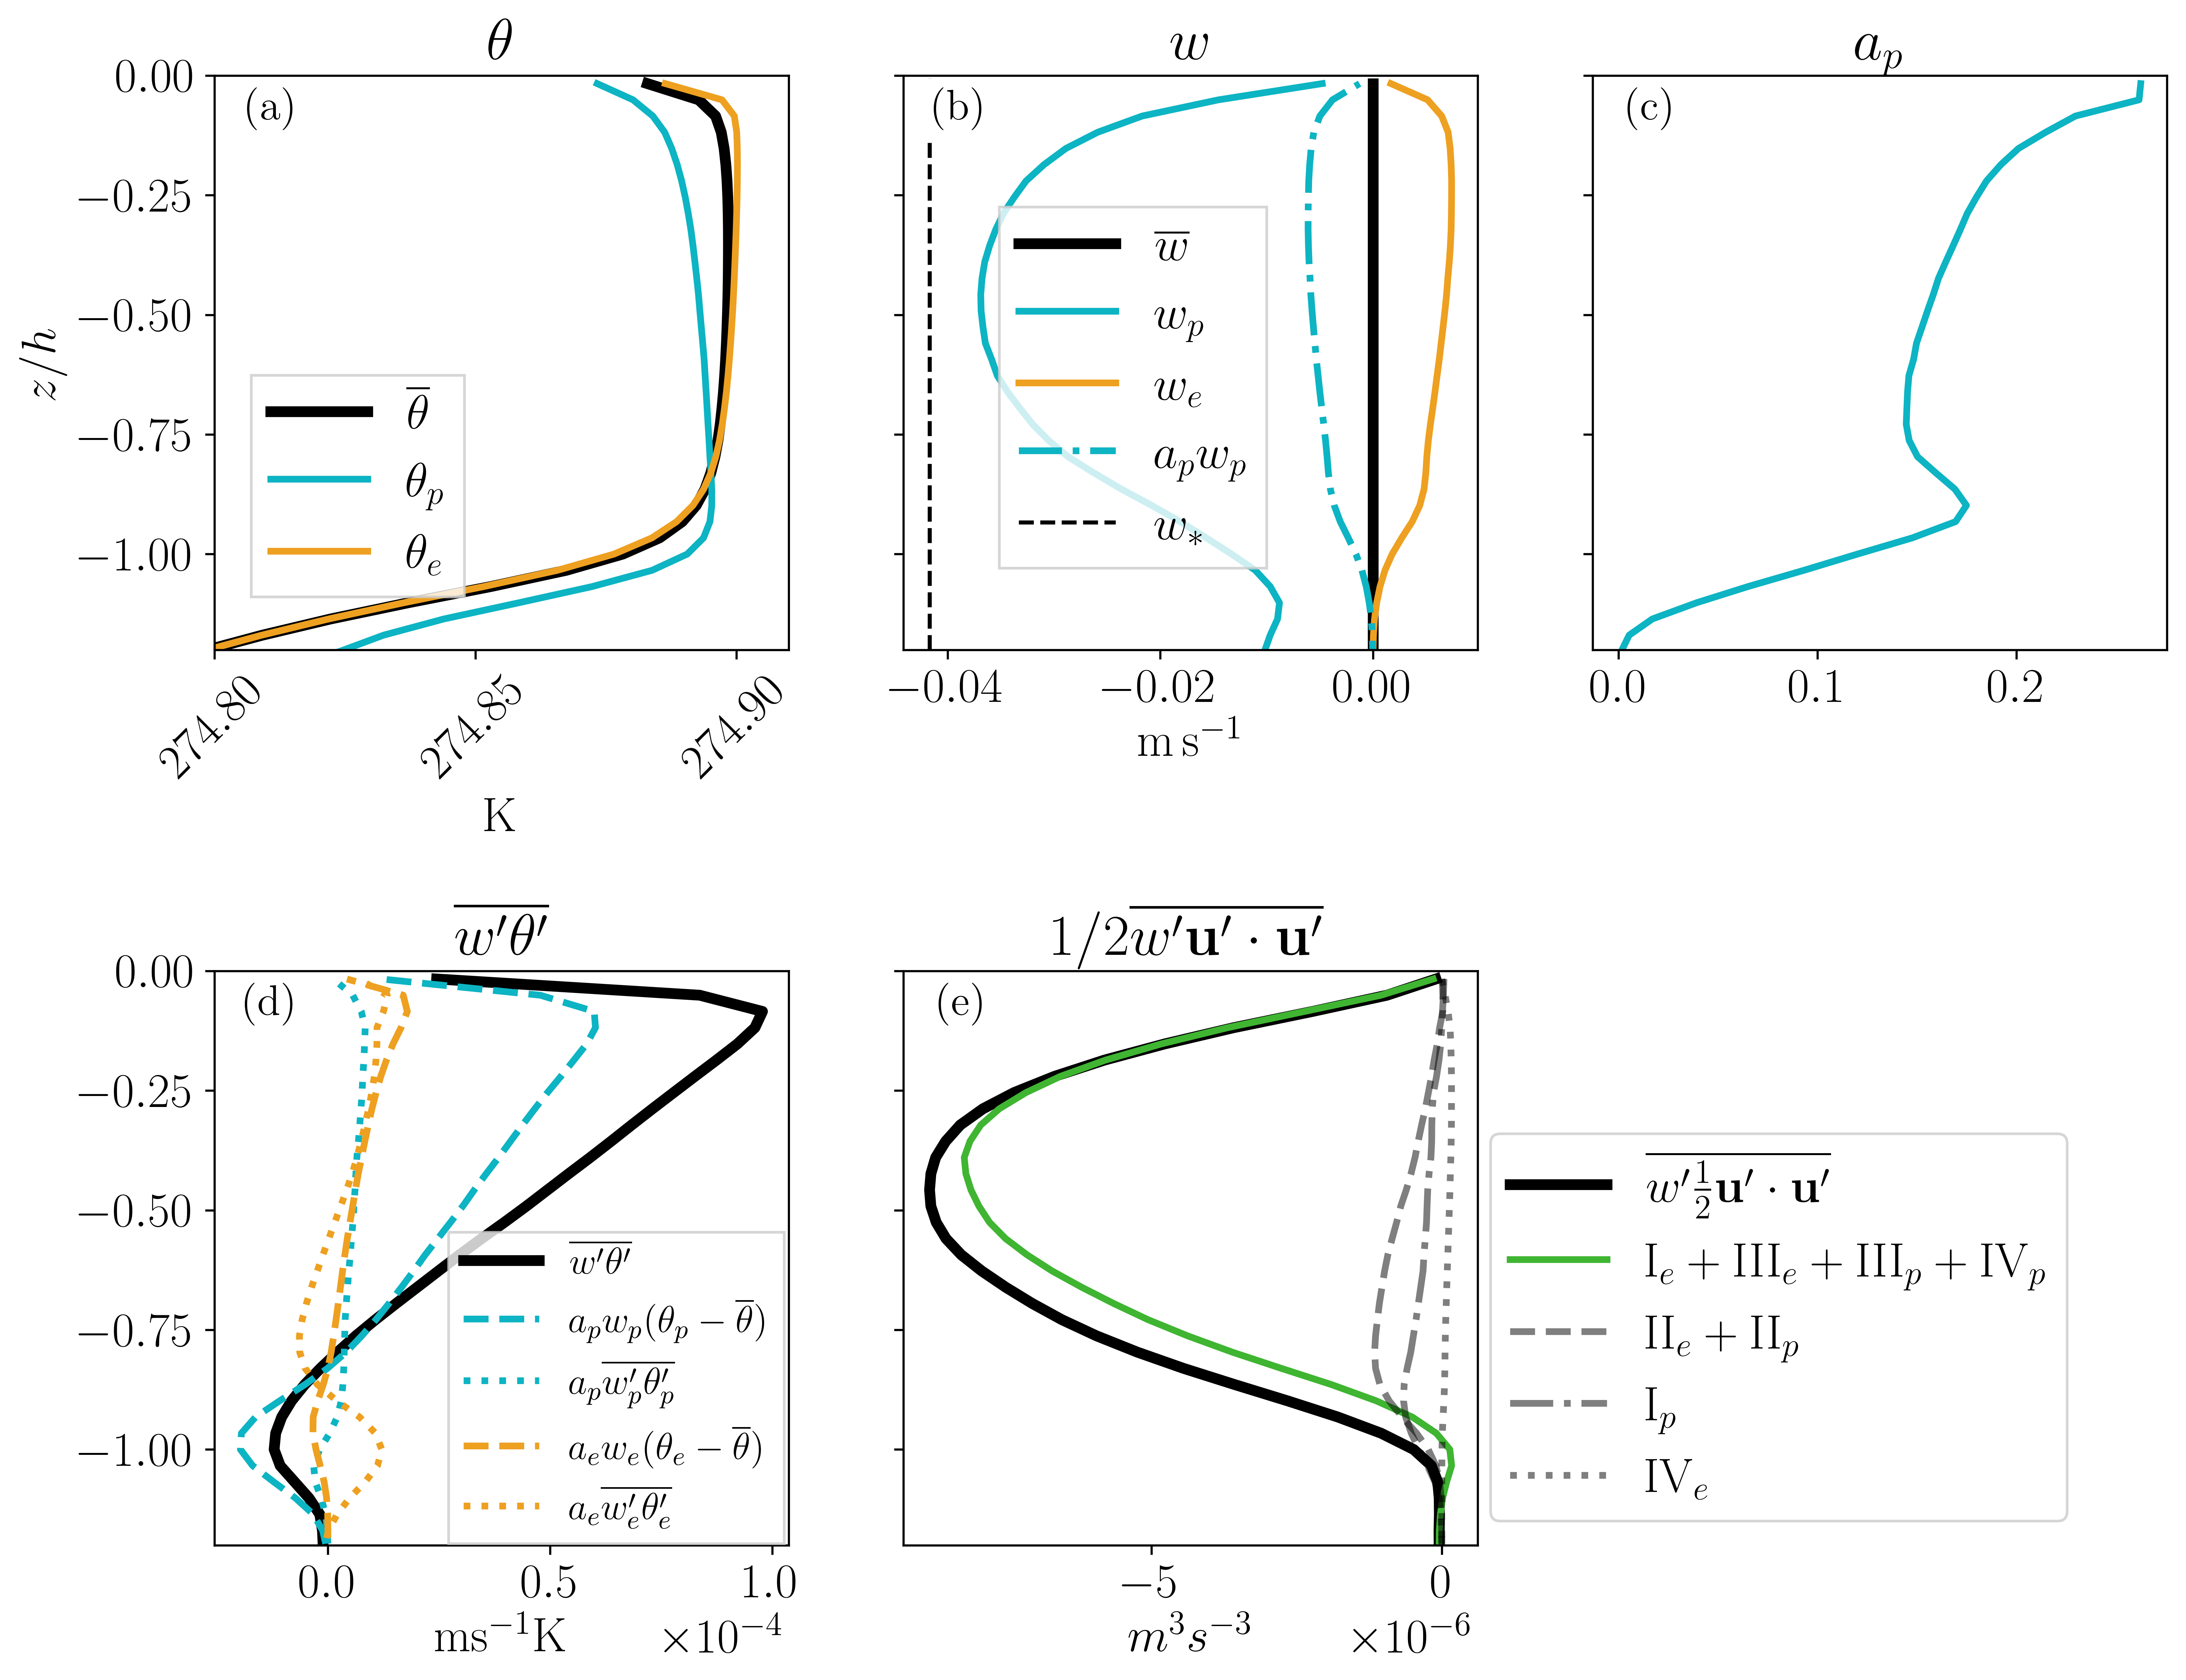 θ
w
a_p
(a)
(b)
(c)
0.00
−0.25
−0.50
−0.75
−1.00
z/h
θ̅
θ_p
θ_e
w̅
w_p
w_e
a_p w_p
w_*
274.80
274.85
274.90
K
−0.04
−0.02
0.00
m s⁻¹
0.0
0.1
0.2
w′θ′
1/2 w′u′ · u′
(d)
(e)
0.00
−0.25
−0.50
−0.75
−1.00
w′θ′
a_p w_p(θ_p − θ̅)
a_p w′_p θ′_p
a_e w_e(θ_e − θ̅)
a_e w′_e θ′_e
w′ ½ u′ · u′
I_e + III_e + III_p + IV_p
II_e + II_p
I_p
IV_e
0.0
0.5
1.0
ms⁻¹K
×10⁻⁴
−5
0
m³s⁻³
×10⁻⁶